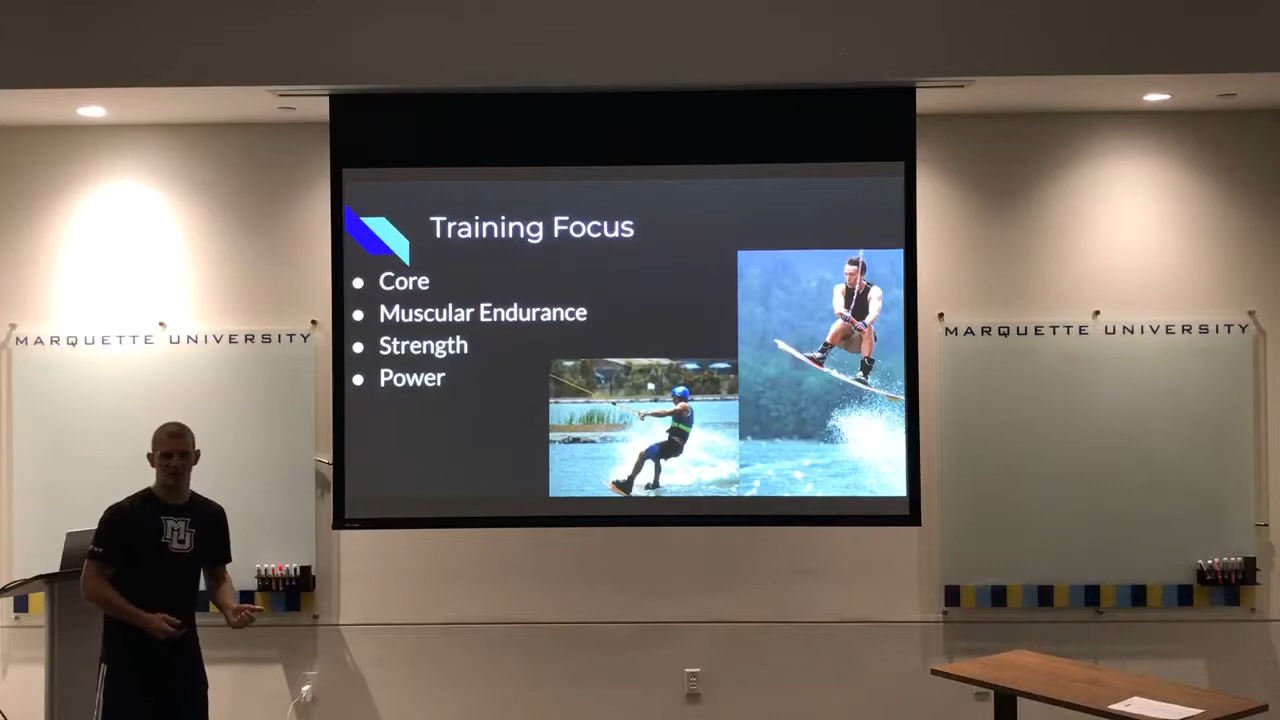 Training Focus
Core
Muscular Endurance
Strength
Power
MARQUETTE UNIVERSITY
MARQUETTE UNIVERSITY
MU